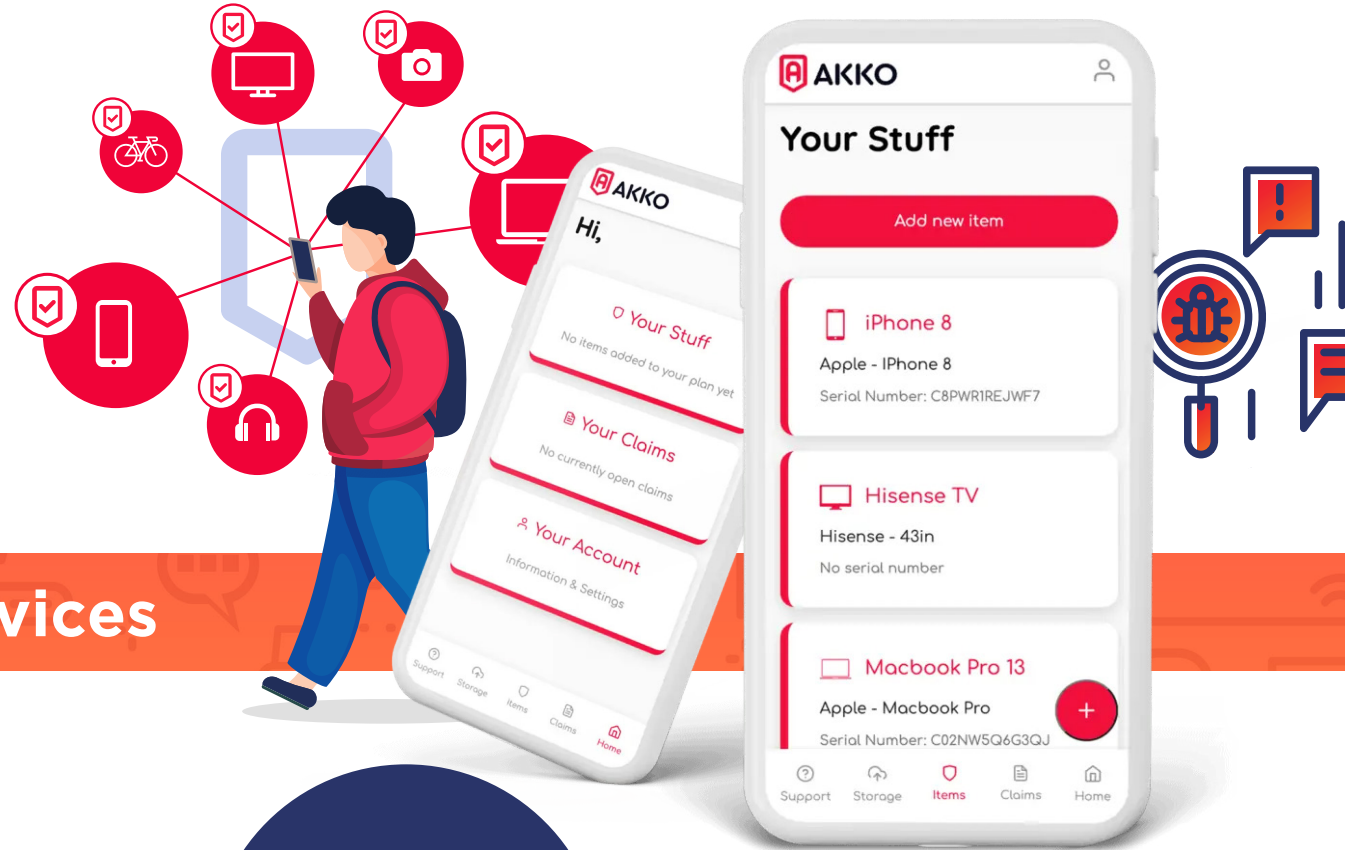 AKKO
Hi,
Your Stuff
No items added to your plan yet
Your Claims
No currently open claims
Your Account
Information & Settings
Support
Storage
Items
Claims
Home
AKKO
Your Stuff
Add new item
iPhone 8
Apple - IPhone 8
Serial Number: C8PWR1REJWF7
Hisense TV
Hisense - 43in
No serial number
Macbook Pro 13
Apple - Macbook Pro
Serial Number: C02NW5Q6G3QJ
+
Support
Storage
Items
Claims
Home
vices